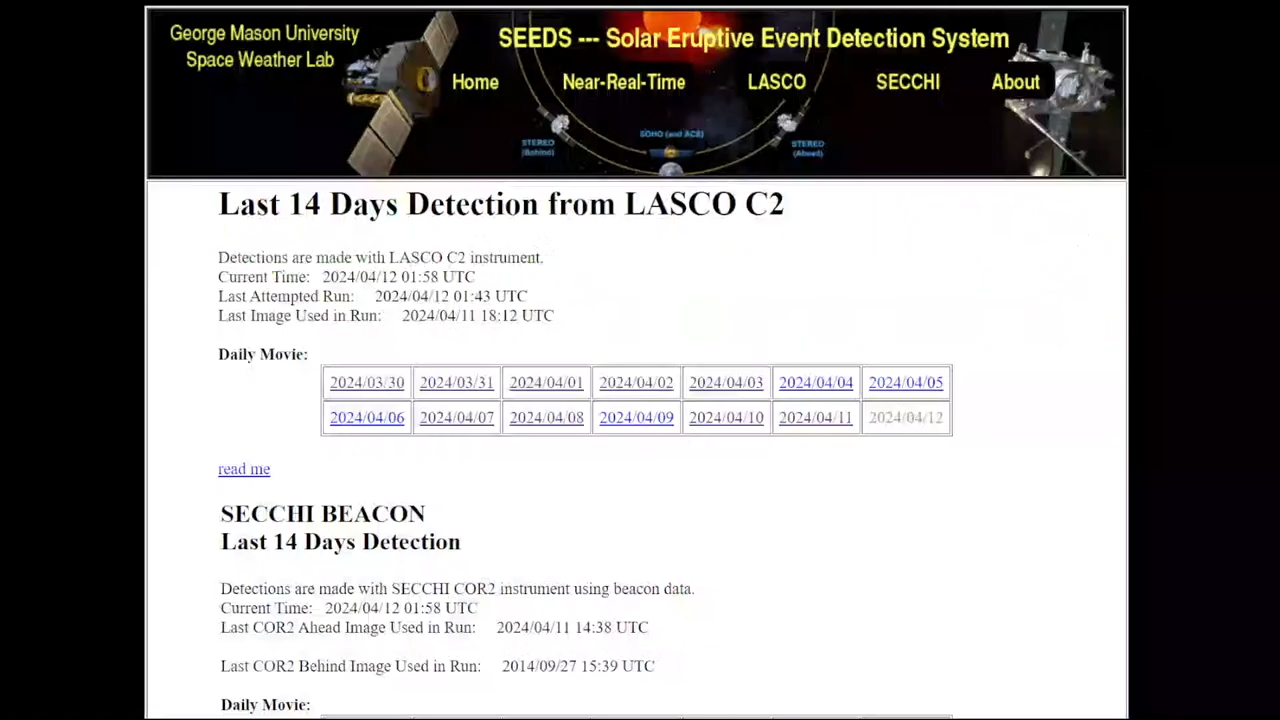 George Mason University
Space Weather Lab
SEEDS --- Solar Eruptive Event Detection System
Home Near-Real-Time LASCO SECCHI About
STEREO
(Behind)
SOHO (and ACE)
STEREO
(Ahead)
Last 14 Days Detection from LASCO C2
Detections are made with LASCO C2 instrument.
Current Time: 2024/04/12 01:58 UTC
Last Attempted Run: 2024/04/12 01:43 UTC
Last Image Used in Run: 2024/04/11 18:12 UTC
Daily Movie:
2024/03/30 2024/03/31 2024/04/01 2024/04/02 2024/04/03 2024/04/04 2024/04/05
2024/04/06 2024/04/07 2024/04/08 2024/04/09 2024/04/10 2024/04/11 2024/04/12
read me
SECCHI BEACON
Last 14 Days Detection
Detections are made with SECCHI COR2 instrument using beacon data.
Current Time: 2024/04/12 01:58 UTC
Last COR2 Ahead Image Used in Run: 2024/04/11 14:38 UTC
Last COR2 Behind Image Used in Run: 2014/09/27 15:39 UTC
Daily Movie: